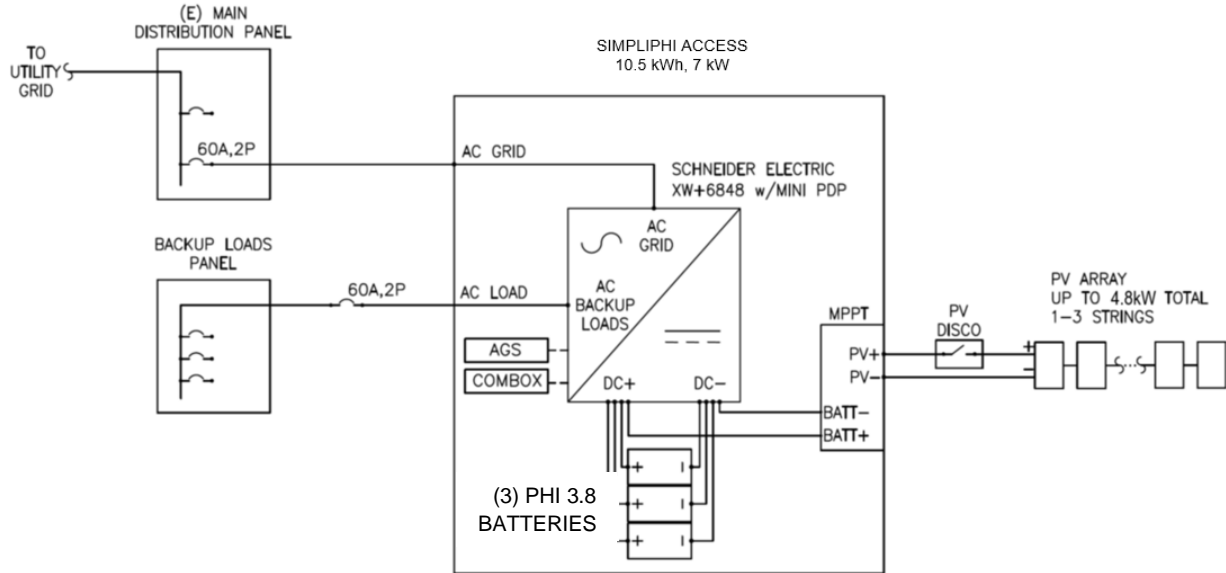 (E) MAIN
DISTRIBUTION PANEL
TO
UTILITY
GRID
60A,2P
BACKUP LOADS
PANEL
60A,2P
SIMPLIPHI ACCESS
10.5 kWh, 7 kW
AC GRID
SCHNEIDER ELECTRIC
XW+6848 w/MINI PDP
AC
GRID
AC
BACKUP
LOADS
AC LOAD
AGS
COMBOX
DC+
DC-
MPPT
PV+
PV-
BATT-
BATT+
PV
DISCO
PV ARRAY
UP TO 4.8kW TOTAL
1-3 STRINGS
+
-
(3) PHI 3.8
BATTERIES
+ -
+ -
+ -